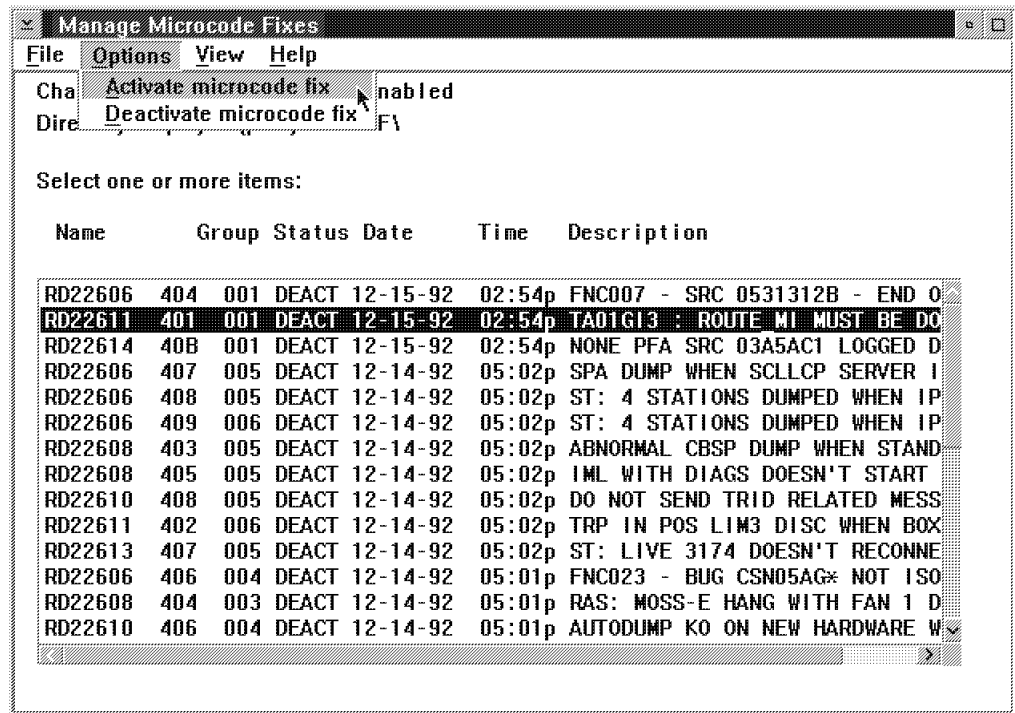 Manage Microcode Fixes
File Options View Help
Activate microcode fix
Deactivate microcode fix
Cha nabled
Dire F\
Select one or more items:
Name Group Status Date Time Description
RD22606 404 001 DEACT 12-15-92 02:54p FNC007 - SRC 0531312B - END O
RD22611 401 001 DEACT 12-15-92 02:54p TA01GI3 : ROUTE_MI MUST BE DO
RD22614 40B 001 DEACT 12-15-92 02:54p NONE PFA SRC 03A5AC1 LOGGED D
RD22606 407 005 DEACT 12-14-92 05:02p SPA DUMP WHEN SCLLCP SERVER I
RD22606 408 005 DEACT 12-14-92 05:02p ST: 4 STATIONS DUMPED WHEN IP
RD22606 409 006 DEACT 12-14-92 05:02p ST: 4 STATIONS DUMPED WHEN IP
RD22608 403 005 DEACT 12-14-92 05:02p ABNORMAL CBSP DUMP WHEN STAND
RD22608 405 005 DEACT 12-14-92 05:02p IML WITH DIAGS DOESN'T START
RD22610 408 005 DEACT 12-14-92 05:02p DO NOT SEND TRID RELATED MESS
RD22611 402 006 DEACT 12-14-92 05:02p TRP IN POS LIM3 DISC WHEN BOX
RD22613 407 005 DEACT 12-14-92 05:02p ST: LIVE 3174 DOESN'T RECONNE
RD22606 406 004 DEACT 12-14-92 05:01p FNC023 - BUG CSN05AG* NOT ISO
RD22608 404 003 DEACT 12-14-92 05:01p RAS: MOSS-E HANG WITH FAN 1 D
RD22610 406 004 DEACT 12-14-92 05:01p AUTODUMP KO ON NEW HARDWARE W